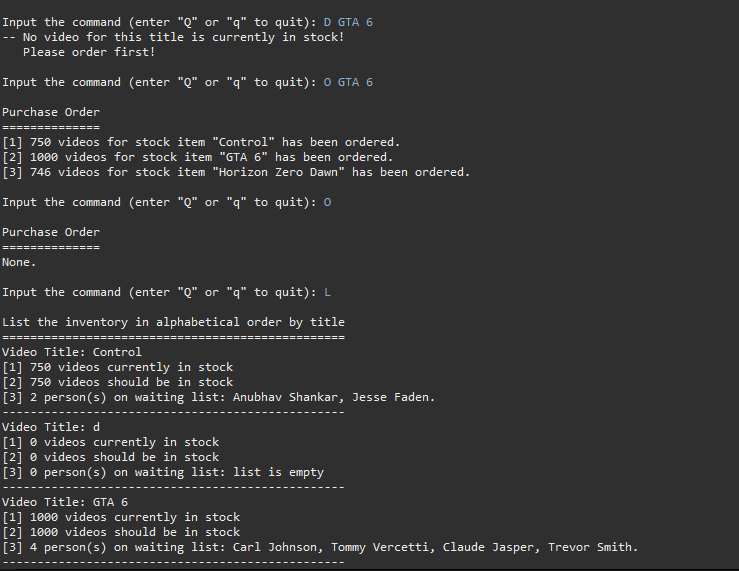 Input the command (enter "Q" or "q" to quit): D GTA 6
-- No video for this title is currently in stock!
Please order first!
Input the command (enter "Q" or "q" to quit): O GTA 6
Purchase Order
==============
[1] 750 videos for stock item "Control" has been ordered.
[2] 1000 videos for stock item "GTA 6" has been ordered.
[3] 746 videos for stock item "Horizon Zero Dawn" has been ordered.
Input the command (enter "Q" or "q" to quit): O
Purchase Order
==============
None.
Input the command (enter "Q" or "q" to quit): L
List the inventory in alphabetical order by title
=================================================
Video Title: Control
[1] 750 videos currently in stock
[2] 750 videos should be in stock
[3] 2 person(s) on waiting list: Anubhav Shankar, Jesse Faden.
-------------------------------------------------
Video Title: d
[1] 0 videos currently in stock
[2] 0 videos should be in stock
[3] 0 person(s) on waiting list: list is empty
-------------------------------------------------
Video Title: GTA 6
[1] 1000 videos currently in stock
[2] 1000 videos should be in stock
[3] 4 person(s) on waiting list: Carl Johnson, Tommy Vercetti, Claude Jasper, Trevor Smith.
-------------------------------------------------